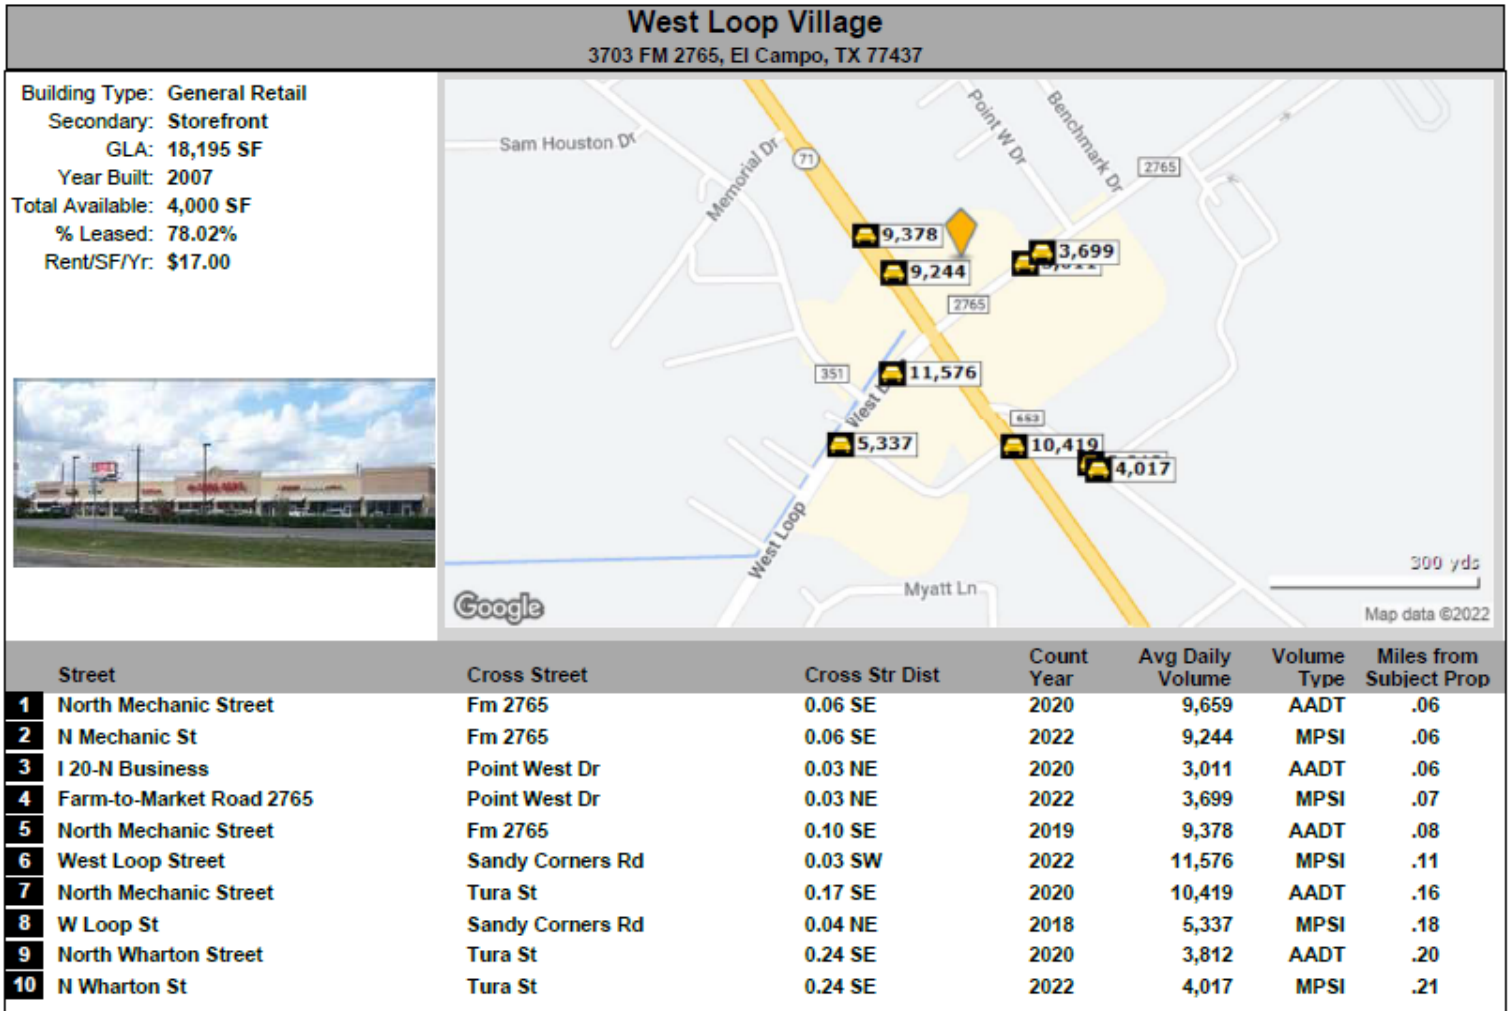 West Loop Village
3703 FM 2765, El Campo, TX 77437
Building Type: General Retail
Secondary: Storefront
GLA: 18,195 SF
Year Built: 2007
Total Available: 4,000 SF
% Leased: 78.02%
Rent/SF/Yr: $17.00
Sam Houston Dr
Memorial Dr
71
Point W Dr
Benchmark Dr
2765
9,378
9,244
3,699
3,011
2765
351
11,576
West L
653
5,337
10,419
4,017
West Loop
Myatt Ln
300 yds
Google
Map data ©2022
Street Cross Street Cross Str Dist Count Year Avg Daily Volume Volume Type Miles from Subject Prop
1 North Mechanic Street Fm 2765 0.06 SE 2020 9,659 AADT .06
2 N Mechanic St Fm 2765 0.06 SE 2022 9,244 MPSI .06
3 I 20-N Business Point West Dr 0.03 NE 2020 3,011 AADT .06
4 Farm-to-Market Road 2765 Point West Dr 0.03 NE 2022 3,699 MPSI .07
5 North Mechanic Street Fm 2765 0.10 SE 2019 9,378 AADT .08
6 West Loop Street Sandy Corners Rd 0.03 SW 2022 11,576 MPSI .11
7 North Mechanic Street Tura St 0.17 SE 2020 10,419 AADT .16
8 W Loop St Sandy Corners Rd 0.04 NE 2018 5,337 MPSI .18
9 North Wharton Street Tura St 0.24 SE 2020 3,812 AADT .20
10 N Wharton St Tura St 0.24 SE 2022 4,017 MPSI .21